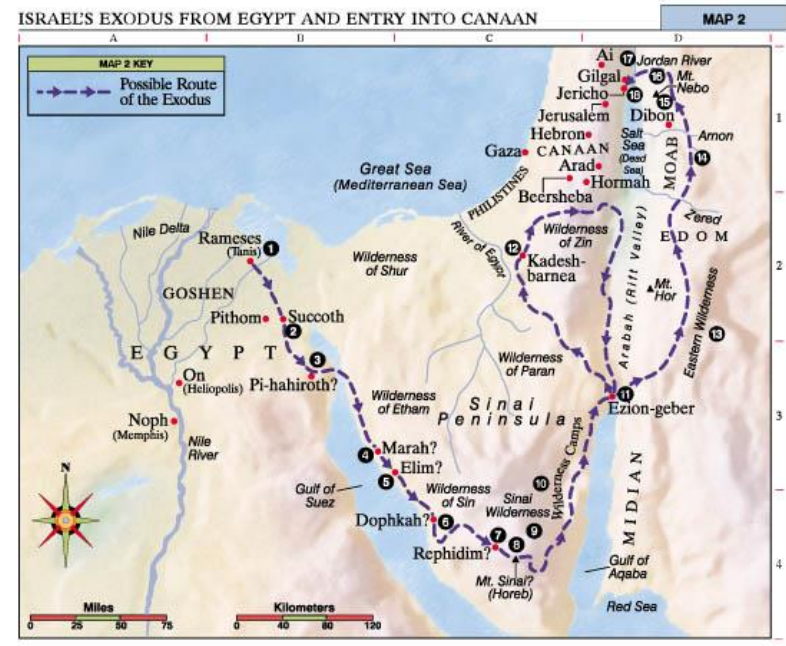 ISRAEL'S EXODUS FROM EGYPT AND ENTRY INTO CANAAN
MAP 2
A
B
C
D
MAP 2 KEY
Possible Route
of the Exodus
Ai
17
Jordan River
Gilgal
16
Mt.
Nebo
Jericho
18
15
Jerusalem
Dibon
1
Hebron
Salt
Sea
(Dead
Sea)
Arnon
Gaza
CANAAN
MOAB
14
Great Sea
(Mediterranean Sea)
Arad
Hormah
PHILISTINES
Beersheba
Zered
Nile Delta
Rameses
(Tanis)
1
River of Egypt
Wilderness
of Zin
EDOM
Wilderness
of Shur
12
Kadesh-
barnea
2
Arabah (Rift Valley)
Mt.
Hor
GOSHEN
Eastern Wilderness
13
Pithom
Succoth
2
EGYPT
3
Pi-hahiroth?
Wilderness
of Paran
On
(Heliopolis)
Wilderness
of Etham
11
Ezion-geber
Sinai
Peninsula
3
Noph
(Memphis)
Nile
River
4
Marah?
5
Elim?
Wilderness Camps
N
Gulf of
Suez
Wilderness
of Sin
10
Sinai
Wilderness
MIDIAN
Dophkah?
6
7
8
9
Rephidim?
Mt. Sinai?
(Horeb)
Gulf of
Aqaba
4
Red Sea
Miles
0 25 50 75
Kilometers
0 40 80 120